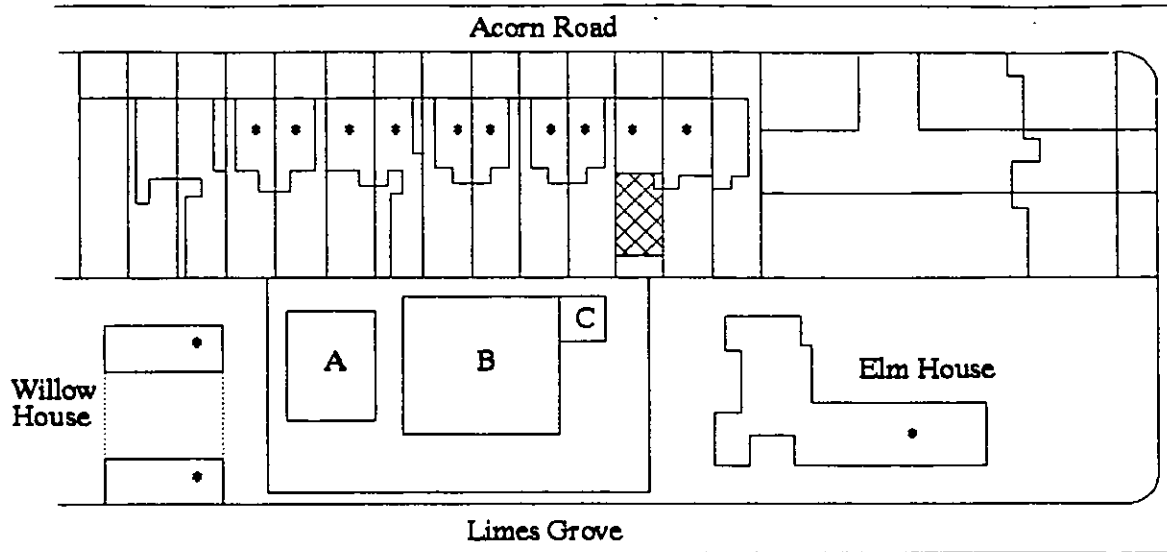 Acorn Road
C
A
B
Elm House
Willow
House
Limes Grove